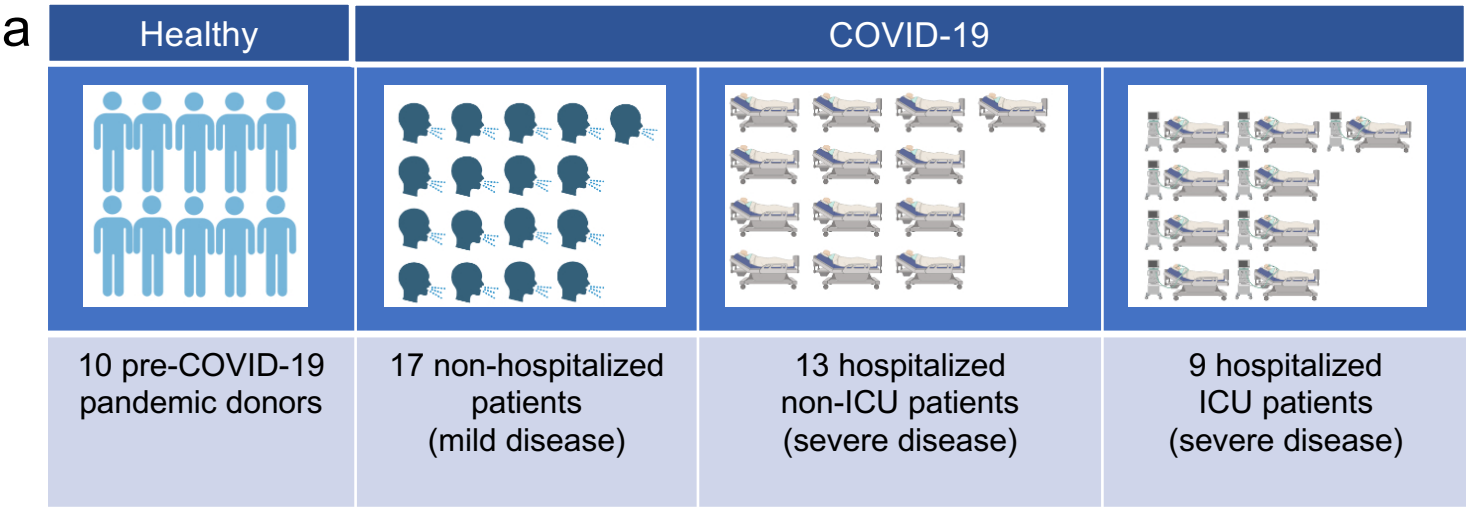 a
Healthy
COVID-19
10 pre-COVID-19
pandemic donors
17 non-hospitalized
patients
(mild disease)
13 hospitalized
non-ICU patients
(severe disease)
9 hospitalized
ICU patients
(severe disease)